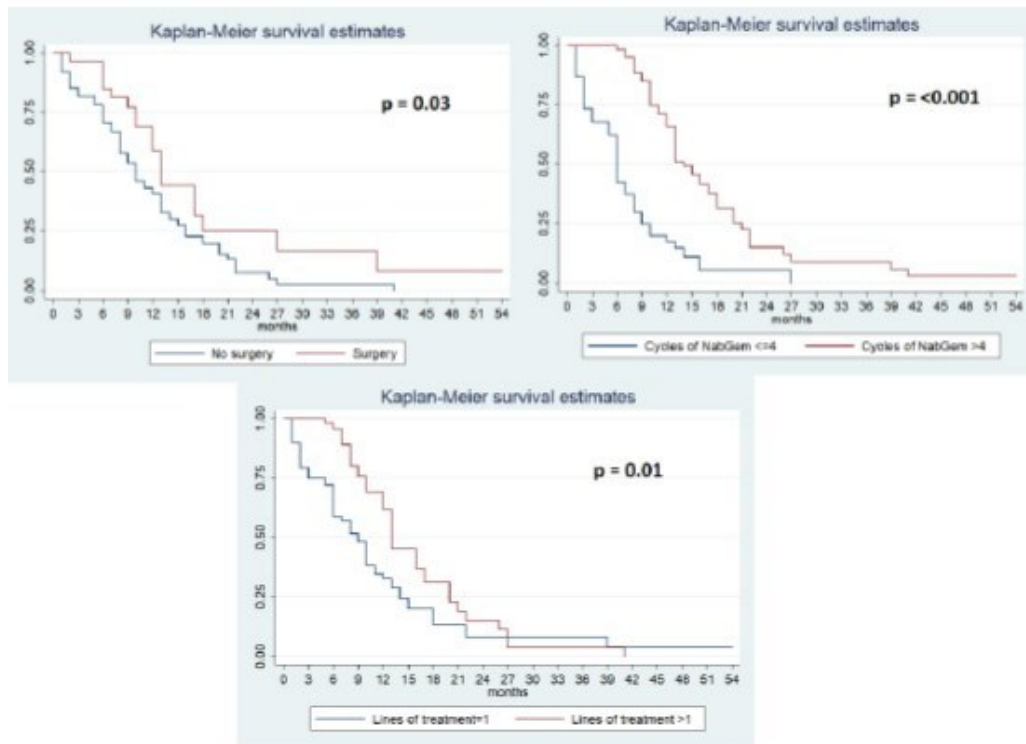 Kaplan-Meier survival estimates
p = 0.03
1.00
0.75
0.50
0.25
0.00
0 3 6 9 12 15 18 21 24 27 30 33 36 39 42 45 48 51 54
months
No surgery Surgery
Kaplan-Meier survival estimates
p = <0.001
1.00
0.75
0.50
0.25
0.00
0 3 6 9 12 15 18 21 24 27 30 33 36 39 42 45 48 51 54
months
Cycles of NabGem <=4 Cycles of NabGem >4
Kaplan-Meier survival estimates
p = 0.01
1.00
0.75
0.50
0.25
0.00
0 3 6 9 12 15 18 21 24 27 30 33 36 39 42 45 48 51 54
months
Lines of treatment=1 Lines of treatment >1